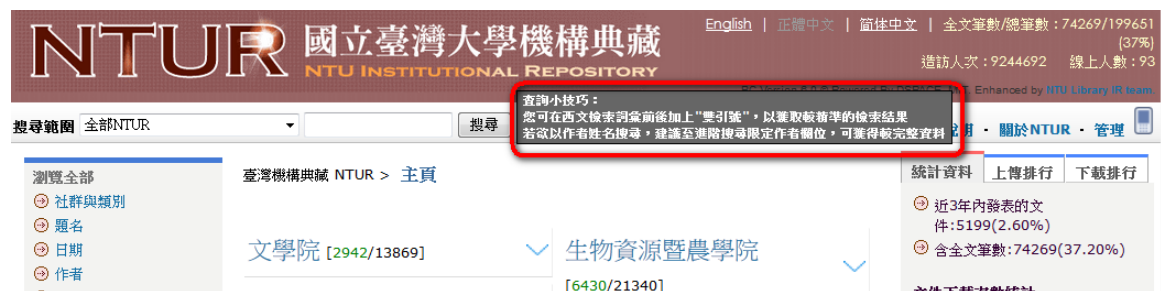 NTUR 國立臺灣大學機構典藏
NTU INSTITUTIONAL REPOSITORY
English | 正體中文 | 簡体中文 | 全文筆數/總筆數：74269/199651
(37%)
造訪人次：9244692 線上人數：93
Enhanced by NTU Library IR team.
查詢小技巧：
您可在西文檢索詞彙前後加上"雙引號"，以獲取較精準的檢索結果
若欲以作者姓名搜尋，建議至進階搜尋限定作者欄位，可獲得較完整資料
搜尋範圍 全部NTUR 搜尋
・ 關於NTUR ・ 管理
瀏覽全部
社群與類別
題名
日期
作者
臺灣機構典藏 NTUR > 主頁
文學院 [2942/13869]
生物資源暨農學院
[6430/21340]
統計資料 上傳排行 下載排行
近3年內發表的文
件:5199(2.60%)
含全文筆數:74269(37.20%)